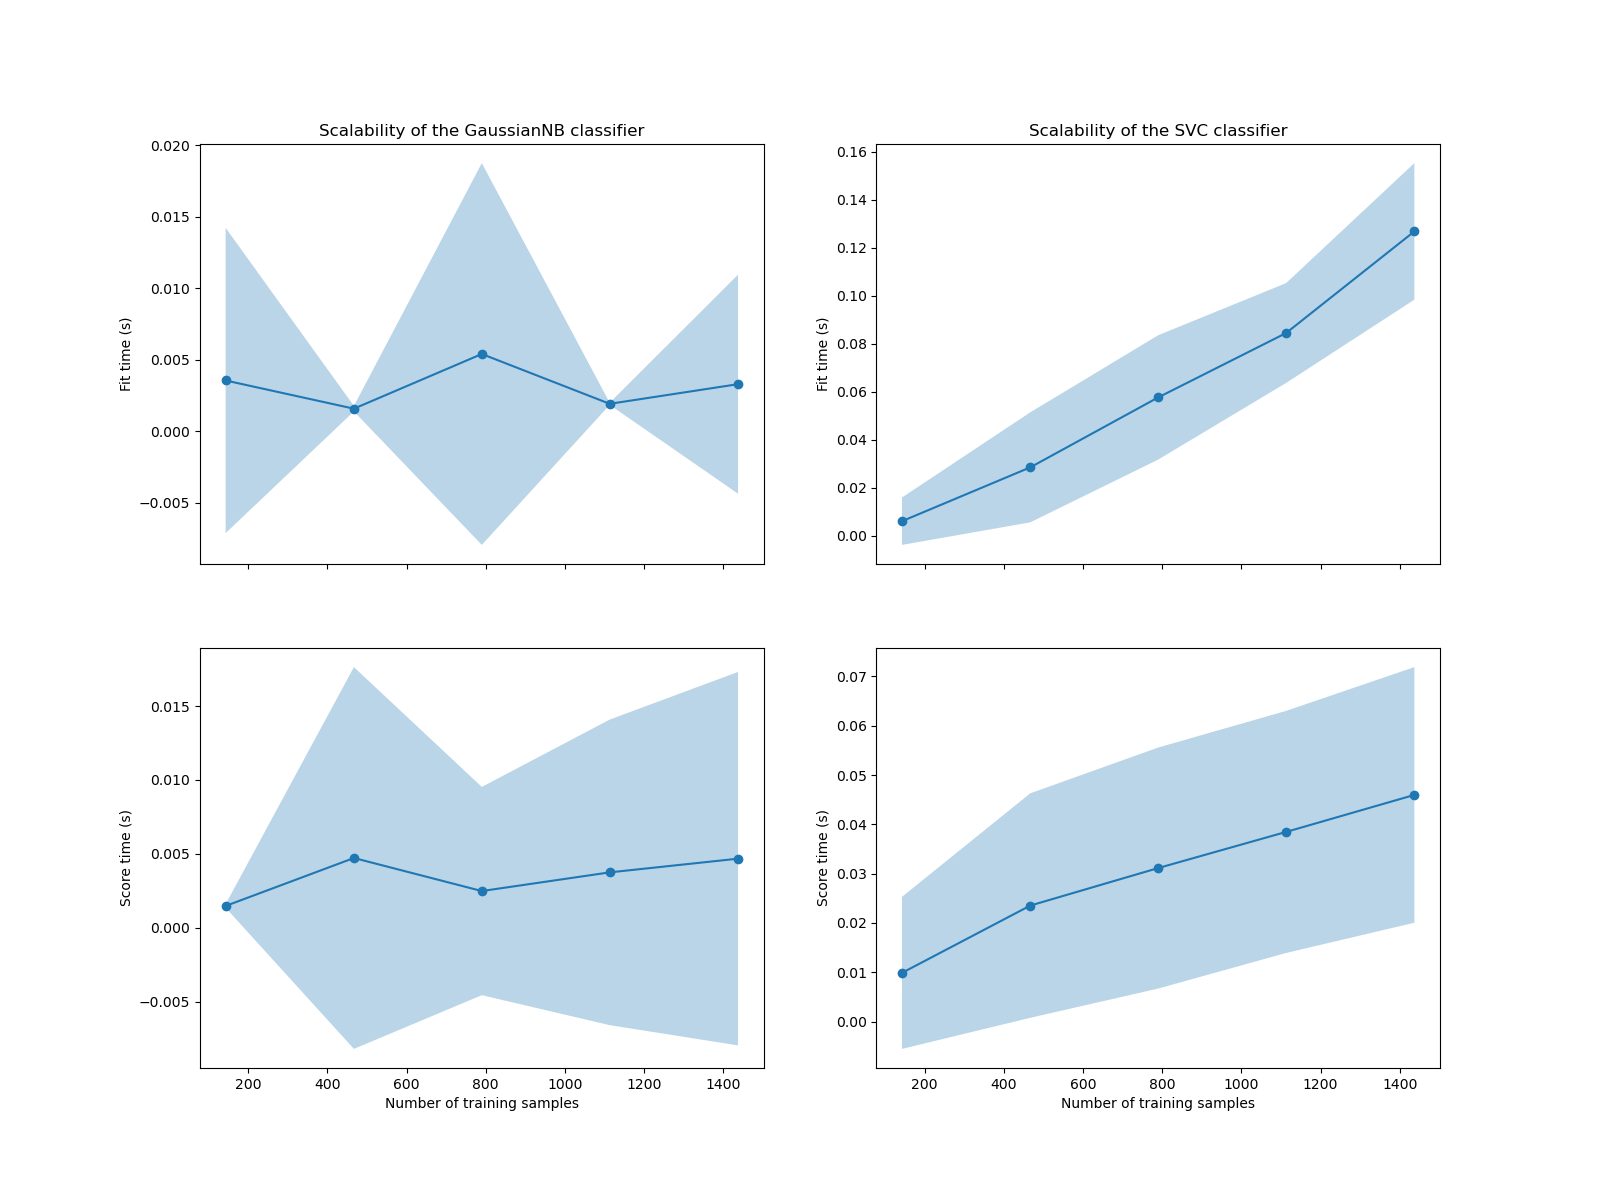 Scalability of the GaussianNB classifier
0.020
0.015
0.010
0.005
0.000
−0.005
Fit time (s)
Scalability of the SVC classifier
0.16
0.14
0.12
0.10
0.08
0.06
0.04
0.02
0.00
Fit time (s)
0.015
0.010
0.005
0.000
−0.005
Score time (s)
200 400 600 800 1000 1200 1400
Number of training samples
0.07
0.06
0.05
0.04
0.03
0.02
0.01
0.00
Score time (s)
200 400 600 800 1000 1200 1400
Number of training samples